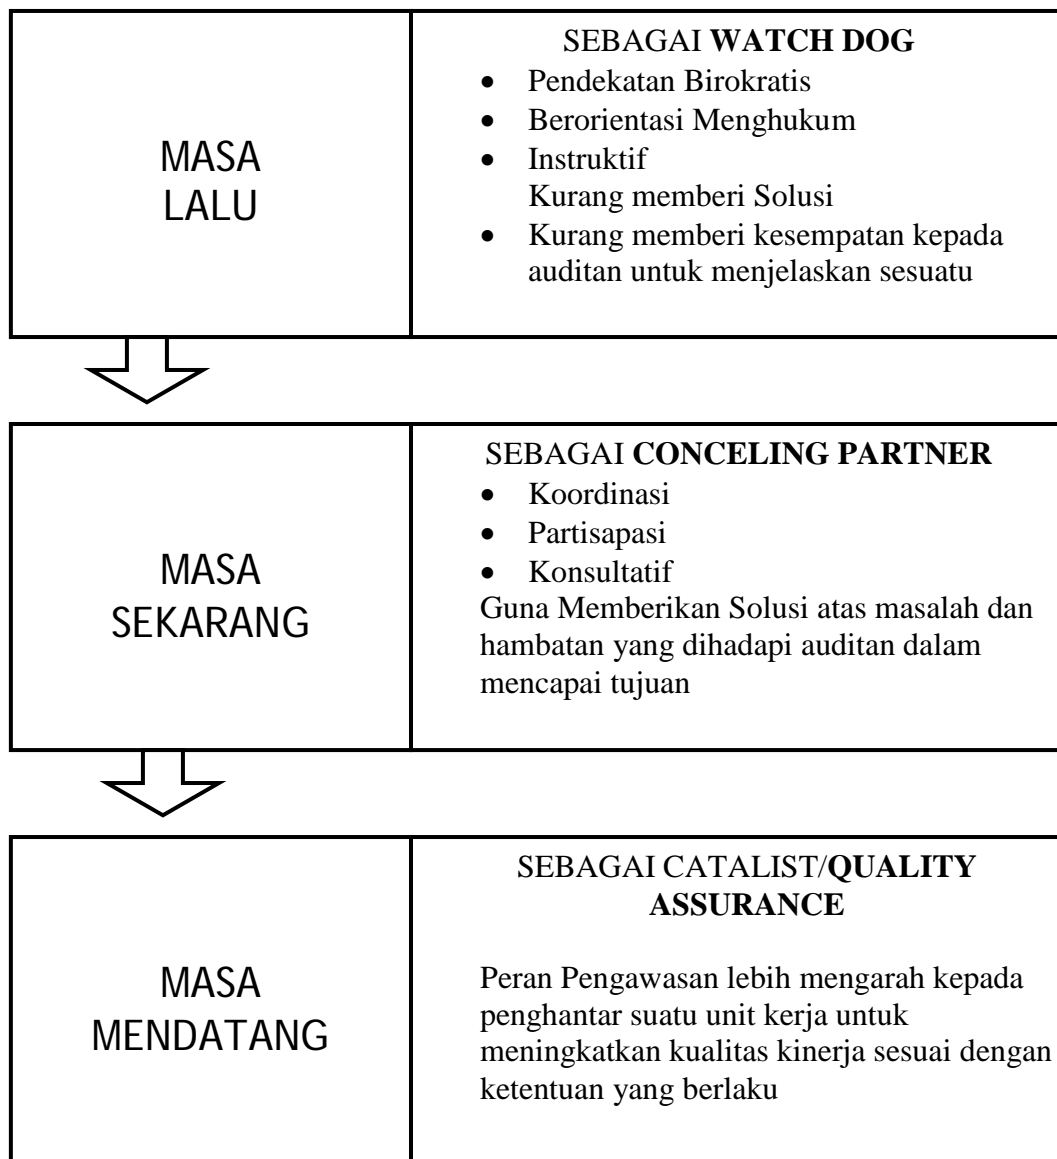 MASA
LALU
SEBAGAI WATCH DOG
• Pendekatan Birokratis
• Berorientasi Menghukum
• Instruktif
Kurang memberi Solusi
• Kurang memberi kesempatan kepada
auditan untuk menjelaskan sesuatu
MASA
SEKARANG
SEBAGAI CONCELING PARTNER
• Koordinasi
• Partisapasi
• Konsultatif
Guna Memberikan Solusi atas masalah dan
hambatan yang dihadapi auditan dalam
mencapai tujuan
MASA
MENDATANG
SEBAGAI CATALIST/QUALITY
ASSURANCE
Peran Pengawasan lebih mengarah kepada
penghantar suatu unit kerja untuk
meningkatkan kualitas kinerja sesuai dengan
ketentuan yang berlaku